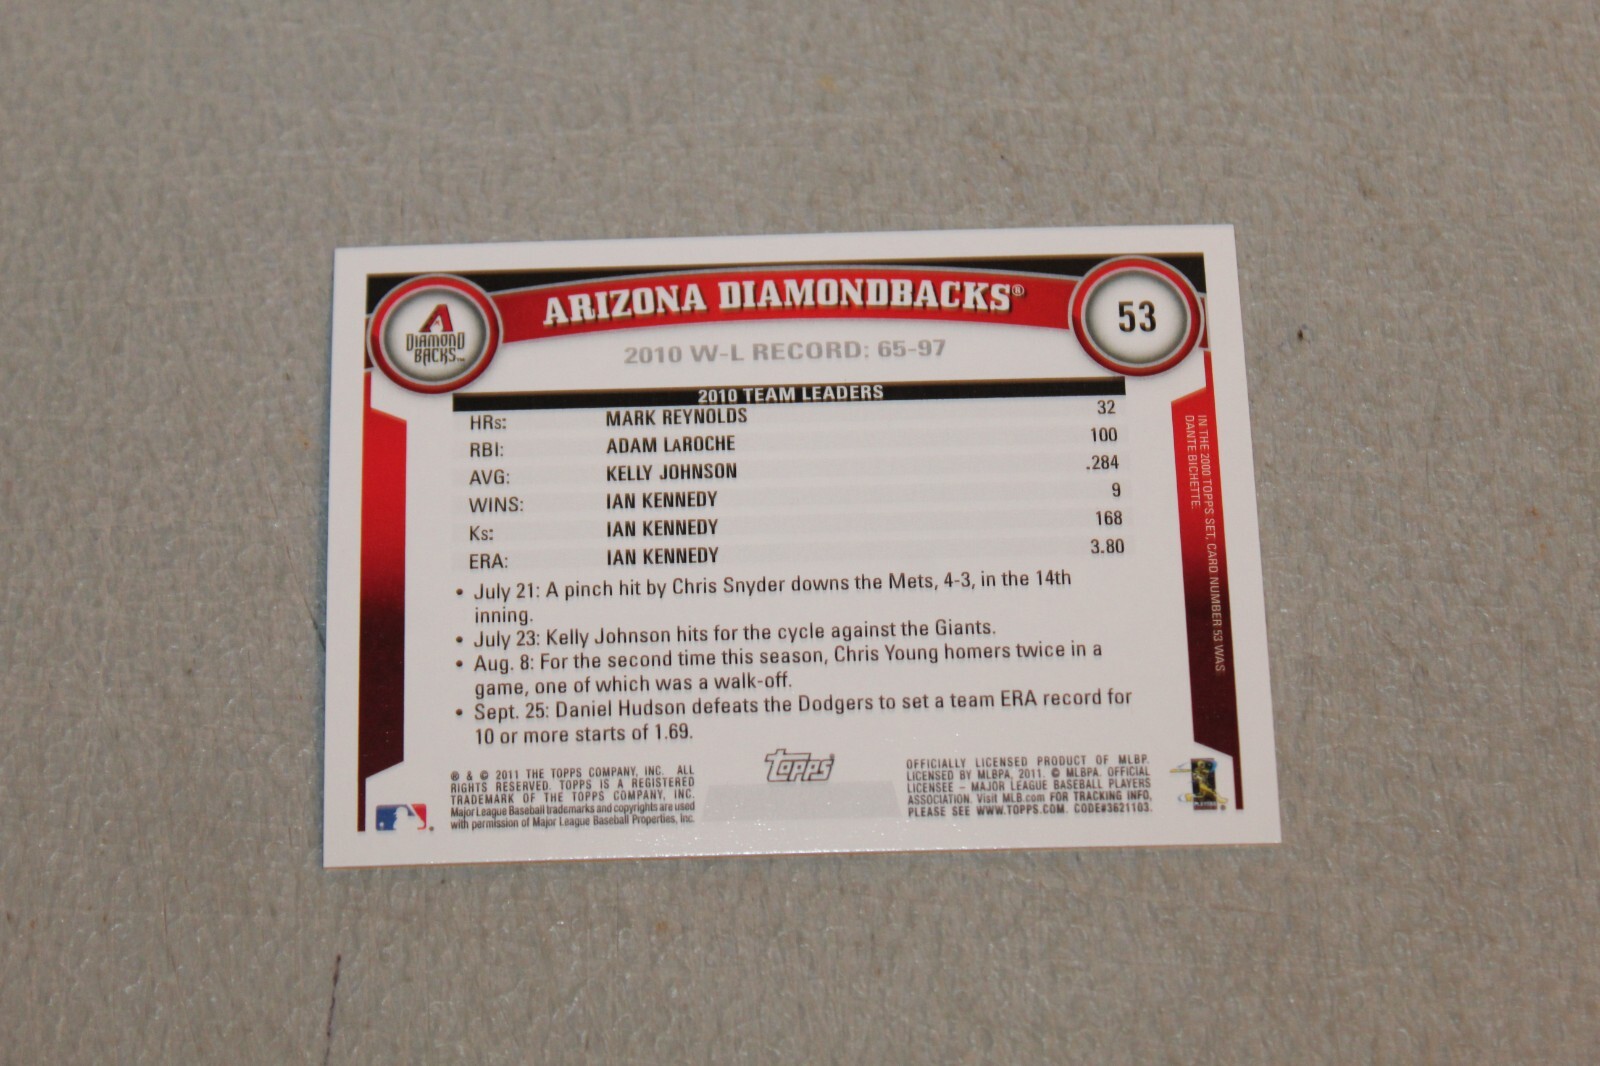 ARIZONA DIAMONDBACKS®
53
A
DIAMOND
BACKS™
2010 W-L RECORD: 65-97
2010 TEAM LEADERS
HRs: MARK REYNOLDS 32
RBI: ADAM LaROCHE 100
AVG: KELLY JOHNSON .284
WINS: IAN KENNEDY 9
Ks: IAN KENNEDY 168
ERA: IAN KENNEDY 3.80
• July 21: A pinch hit by Chris Snyder downs the Mets, 4-3, in the 14th
inning.
• July 23: Kelly Johnson hits for the cycle against the Giants.
• Aug. 8: For the second time this season, Chris Young homers twice in a
game, one of which was a walk-off.
• Sept. 25: Daniel Hudson defeats the Dodgers to set a team ERA record for
10 or more starts of 1.69.
IN THE 2000 TOPPS SET, CARD NUMBER 53 WAS
DANTE BICHETTE.
® & © 2011 THE TOPPS COMPANY, INC. ALL
RIGHTS RESERVED. TOPPS IS A REGISTERED
TRADEMARK OF THE TOPPS COMPANY, INC.
Major League Baseball trademarks and copyrights are used
with permission of Major League Baseball Properties, Inc.
Topps®
OFFICIALLY LICENSED PRODUCT OF MLBP.
LICENSED BY MLBPA, 2011. © MLBPA. OFFICIAL
LICENSEE – MAJOR LEAGUE BASEBALL PLAYERS
ASSOCIATION. Visit MLB.com FOR TRACKING INFO,
PLEASE SEE WWW.TOPPS.COM. CODE#3621103.
PLAYERS